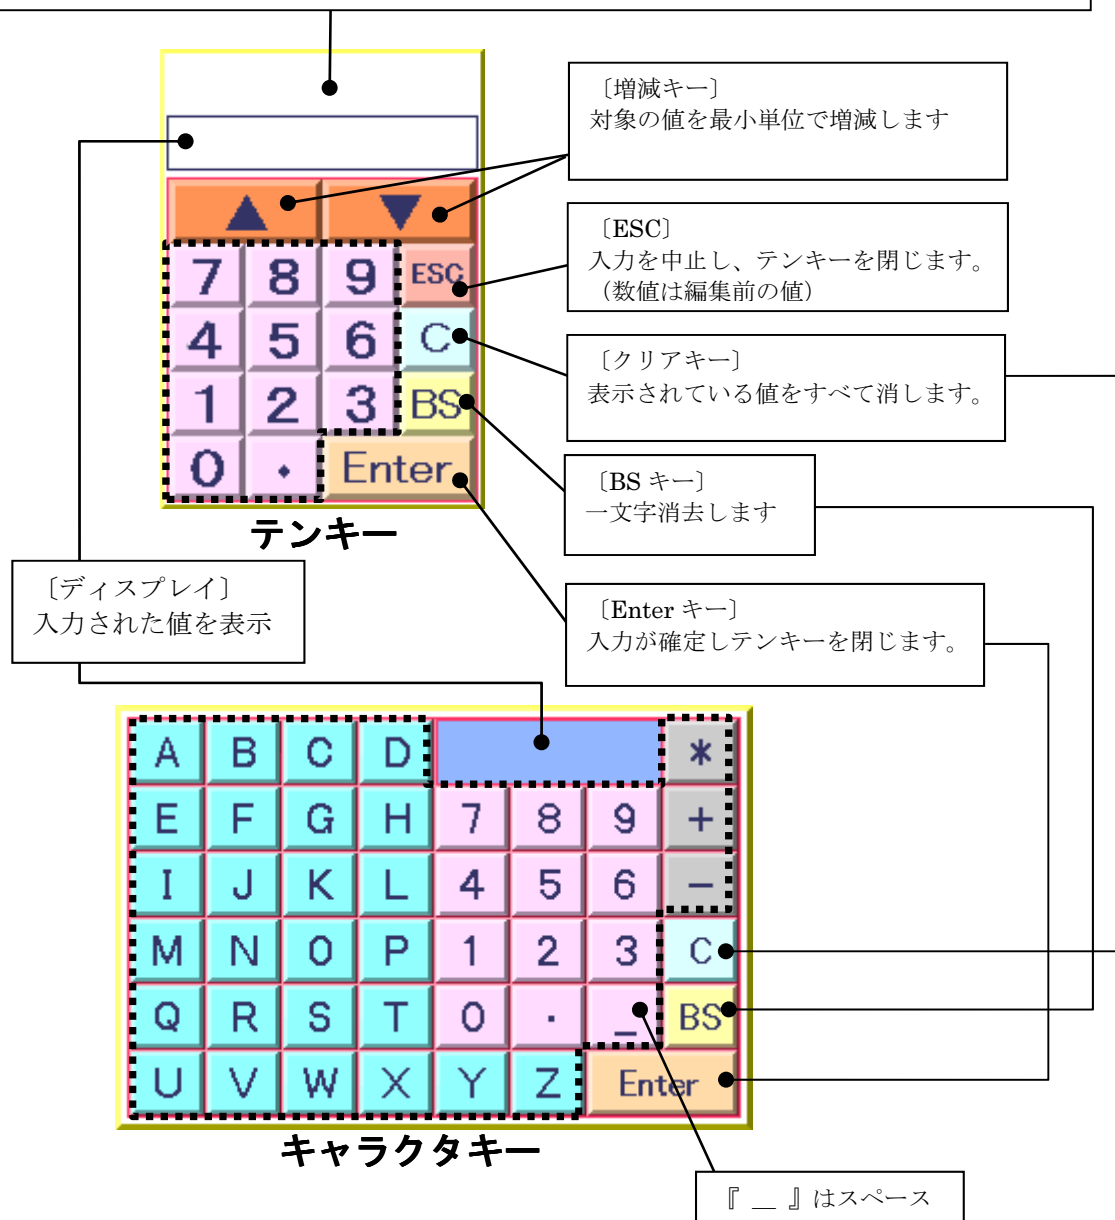 〔増減キー〕
対象の値を最小単位で増減します
▲ ▼
〔ESC〕
入力を中止し、テンキーを閉じます。
（数値は編集前の値）
7 8 9 ESC
4 5 6 C
1 2 3 BS
0 . Enter
テンキー
〔クリアキー〕
表示されている値をすべて消します。
〔BS キー〕
一文字消去します
〔ディスプレイ〕
入力された値を表示
〔Enter キー〕
入力が確定しテンキーを閉じます。
A B C D *
E F G H 7 8 9 +
I J K L 4 5 6 −
M N O P 1 2 3 C
Q R S T 0 . _ BS
U V W X Y Z Enter
キャラクタキー
『 ＿ 』はスペース